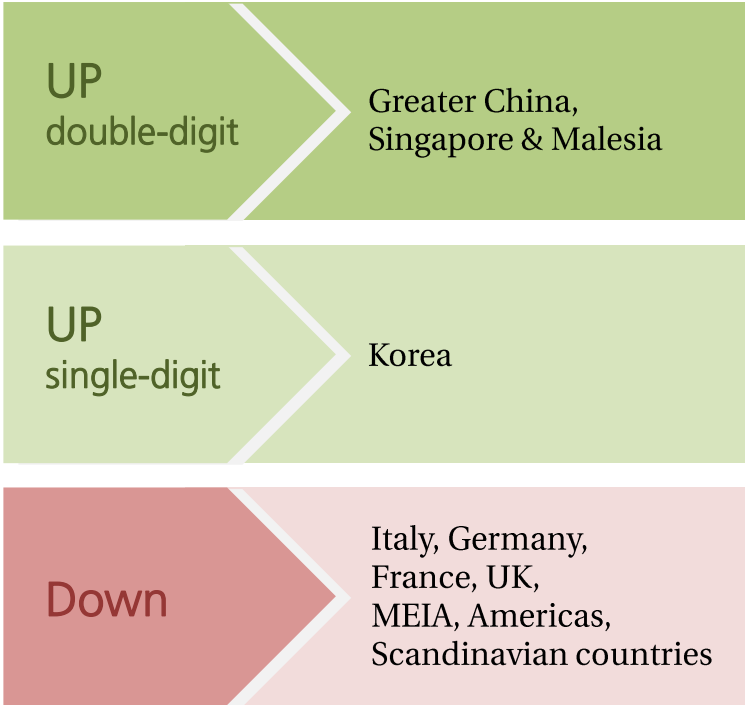 UP
double-digit
Greater China,
Singapore & Malesia
UP
single-digit
Korea
Down
Italy, Germany,
France, UK,
MEIA, Americas,
Scandinavian countries